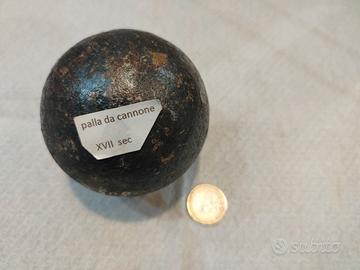 palla da cannone
XVII sec
subito